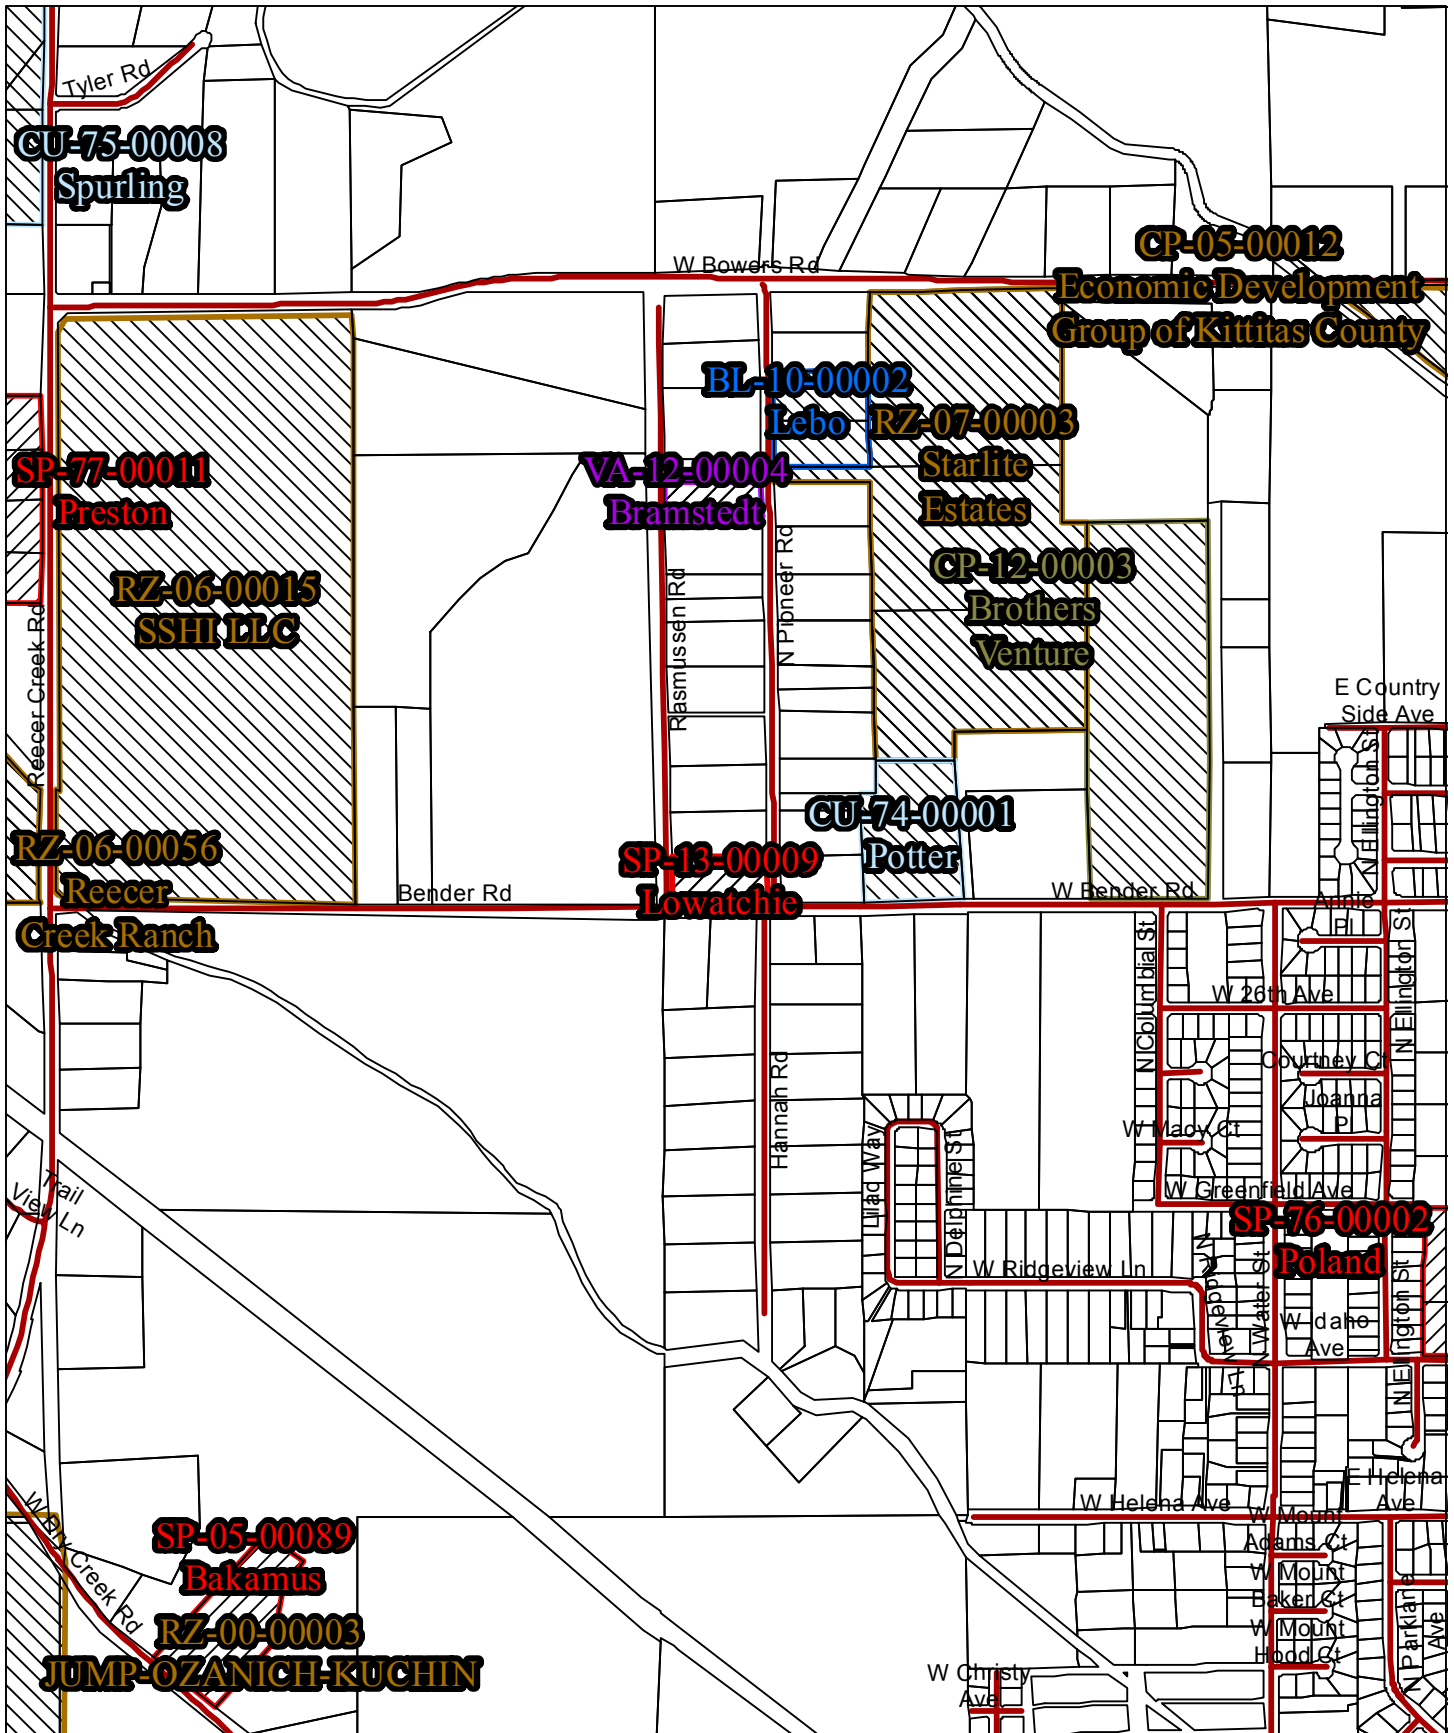 Tyler Rd
CU-75-00008
Spurling
W Bowers Rd
CP-05-00012
Economic Development
Group of Kittitas County
BL-10-00002
Lebo
RZ-07-00003
Starlite
Estates
SP-77-00011
Preston
VA-12-00004
Bramstedt
CP-12-00003
Brothers
Venture
RZ-06-00015
SSHI LLC
Reecer Creek Rd
Rasmussen Rd
N Pioneer Rd
E Country
Side Ave
N Ellington St
CU-74-00001
Potter
RZ-06-00056
Reecer
Creek Ranch
SP-13-00009
Lowatchie
Bender Rd
W Bender Rd
Annie
Pl
N Columbia St
N Ellington St
W 26th Ave
Courtney Ct
Joanna
Pl
Hannah Rd
W Macy Ct
Lilac Way
N Delphine St
Trail
View Ln
W Greenfield Ave
SP-76-00002
Poland
W Ridgeview Ln
N Ridgeview Ln
N Water St
N Ellington St
W Idaho
Ave
W Helena Ave
E Helena
Ave
W Dry Creek Rd
SP-05-00089
Bakamus
RZ-00-00003
JUMP-OZANICH-KUCHIN
W Mount
Adams Ct
W Mount
Baker Ct
W Mount
Hood Ct
N Parklane
Ave
W Christy
Ave